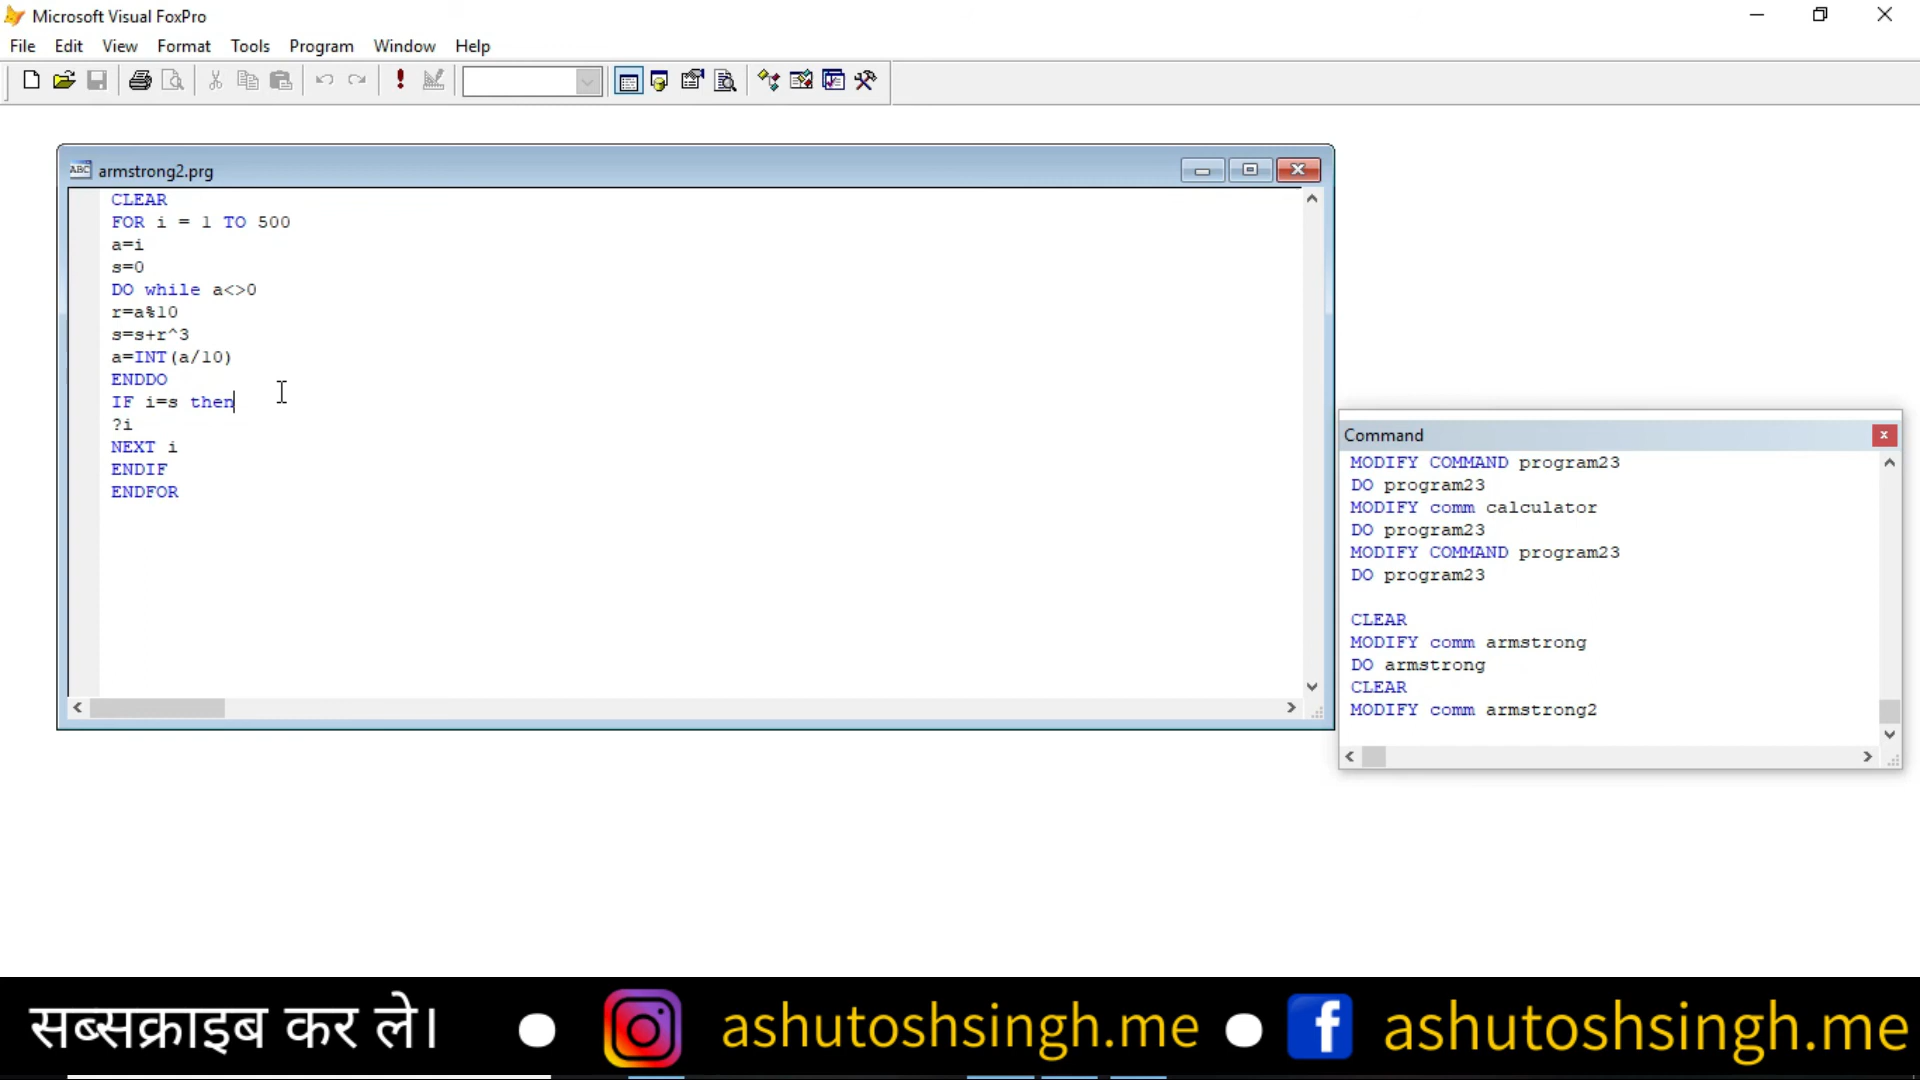 Microsoft Visual FoxPro
File Edit View Format Tools Program Window Help
ABC armstrong2.prg
CLEAR
FOR i = 1 TO 500
a=i
s=0
DO while a<>0
r=a%10
s=s+r^3
a=INT(a/10)
ENDDO
IF i=s then
?i
NEXT i
ENDIF
ENDFOR
Command
MODIFY COMMAND program23
DO program23
MODIFY comm calculator
DO program23
MODIFY COMMAND program23
DO program23
CLEAR
MODIFY comm armstrong
DO armstrong
CLEAR
MODIFY comm armstrong2
सब्सक्राइब कर ले। ashutoshsingh.me f ashutoshsingh.me